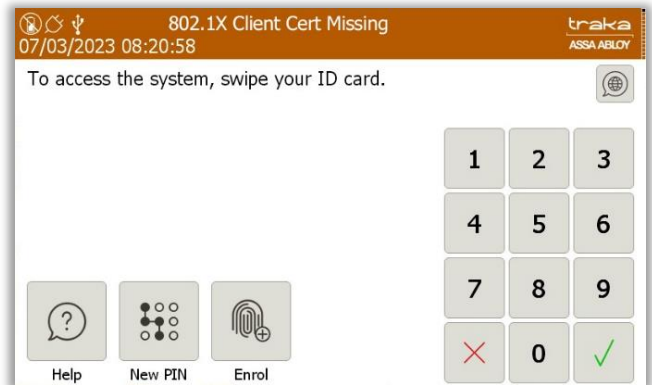 802.1X Client Cert Missing
traka
07/03/2023 08:20:58
ASSA ABLOY
To access the system, swipe your ID card.
1 2 3
4 5 6
7 8 9
0
?
Help New PIN Enrol